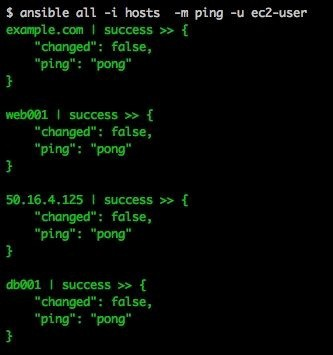 $ ansible all -i hosts  -m ping -u ec2-user
example.com | success >> {
    "changed": false,
    "ping": "pong"
}
web001 | success >> {
    "changed": false,
    "ping": "pong"
}
50.16.4.125 | success >> {
    "changed": false,
    "ping": "pong"
}
db001 | success >> {
    "changed": false,
    "ping": "pong"
}